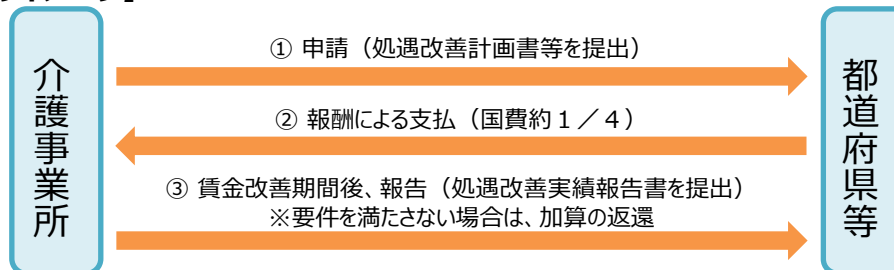 介護事業所
① 申請（処遇改善計画書等を提出）
② 報酬による支払（国費約１／４）
③ 賃金改善期間後、報告（処遇改善実績報告書を提出）
※要件を満たさない場合は、加算の返還
都道府県等